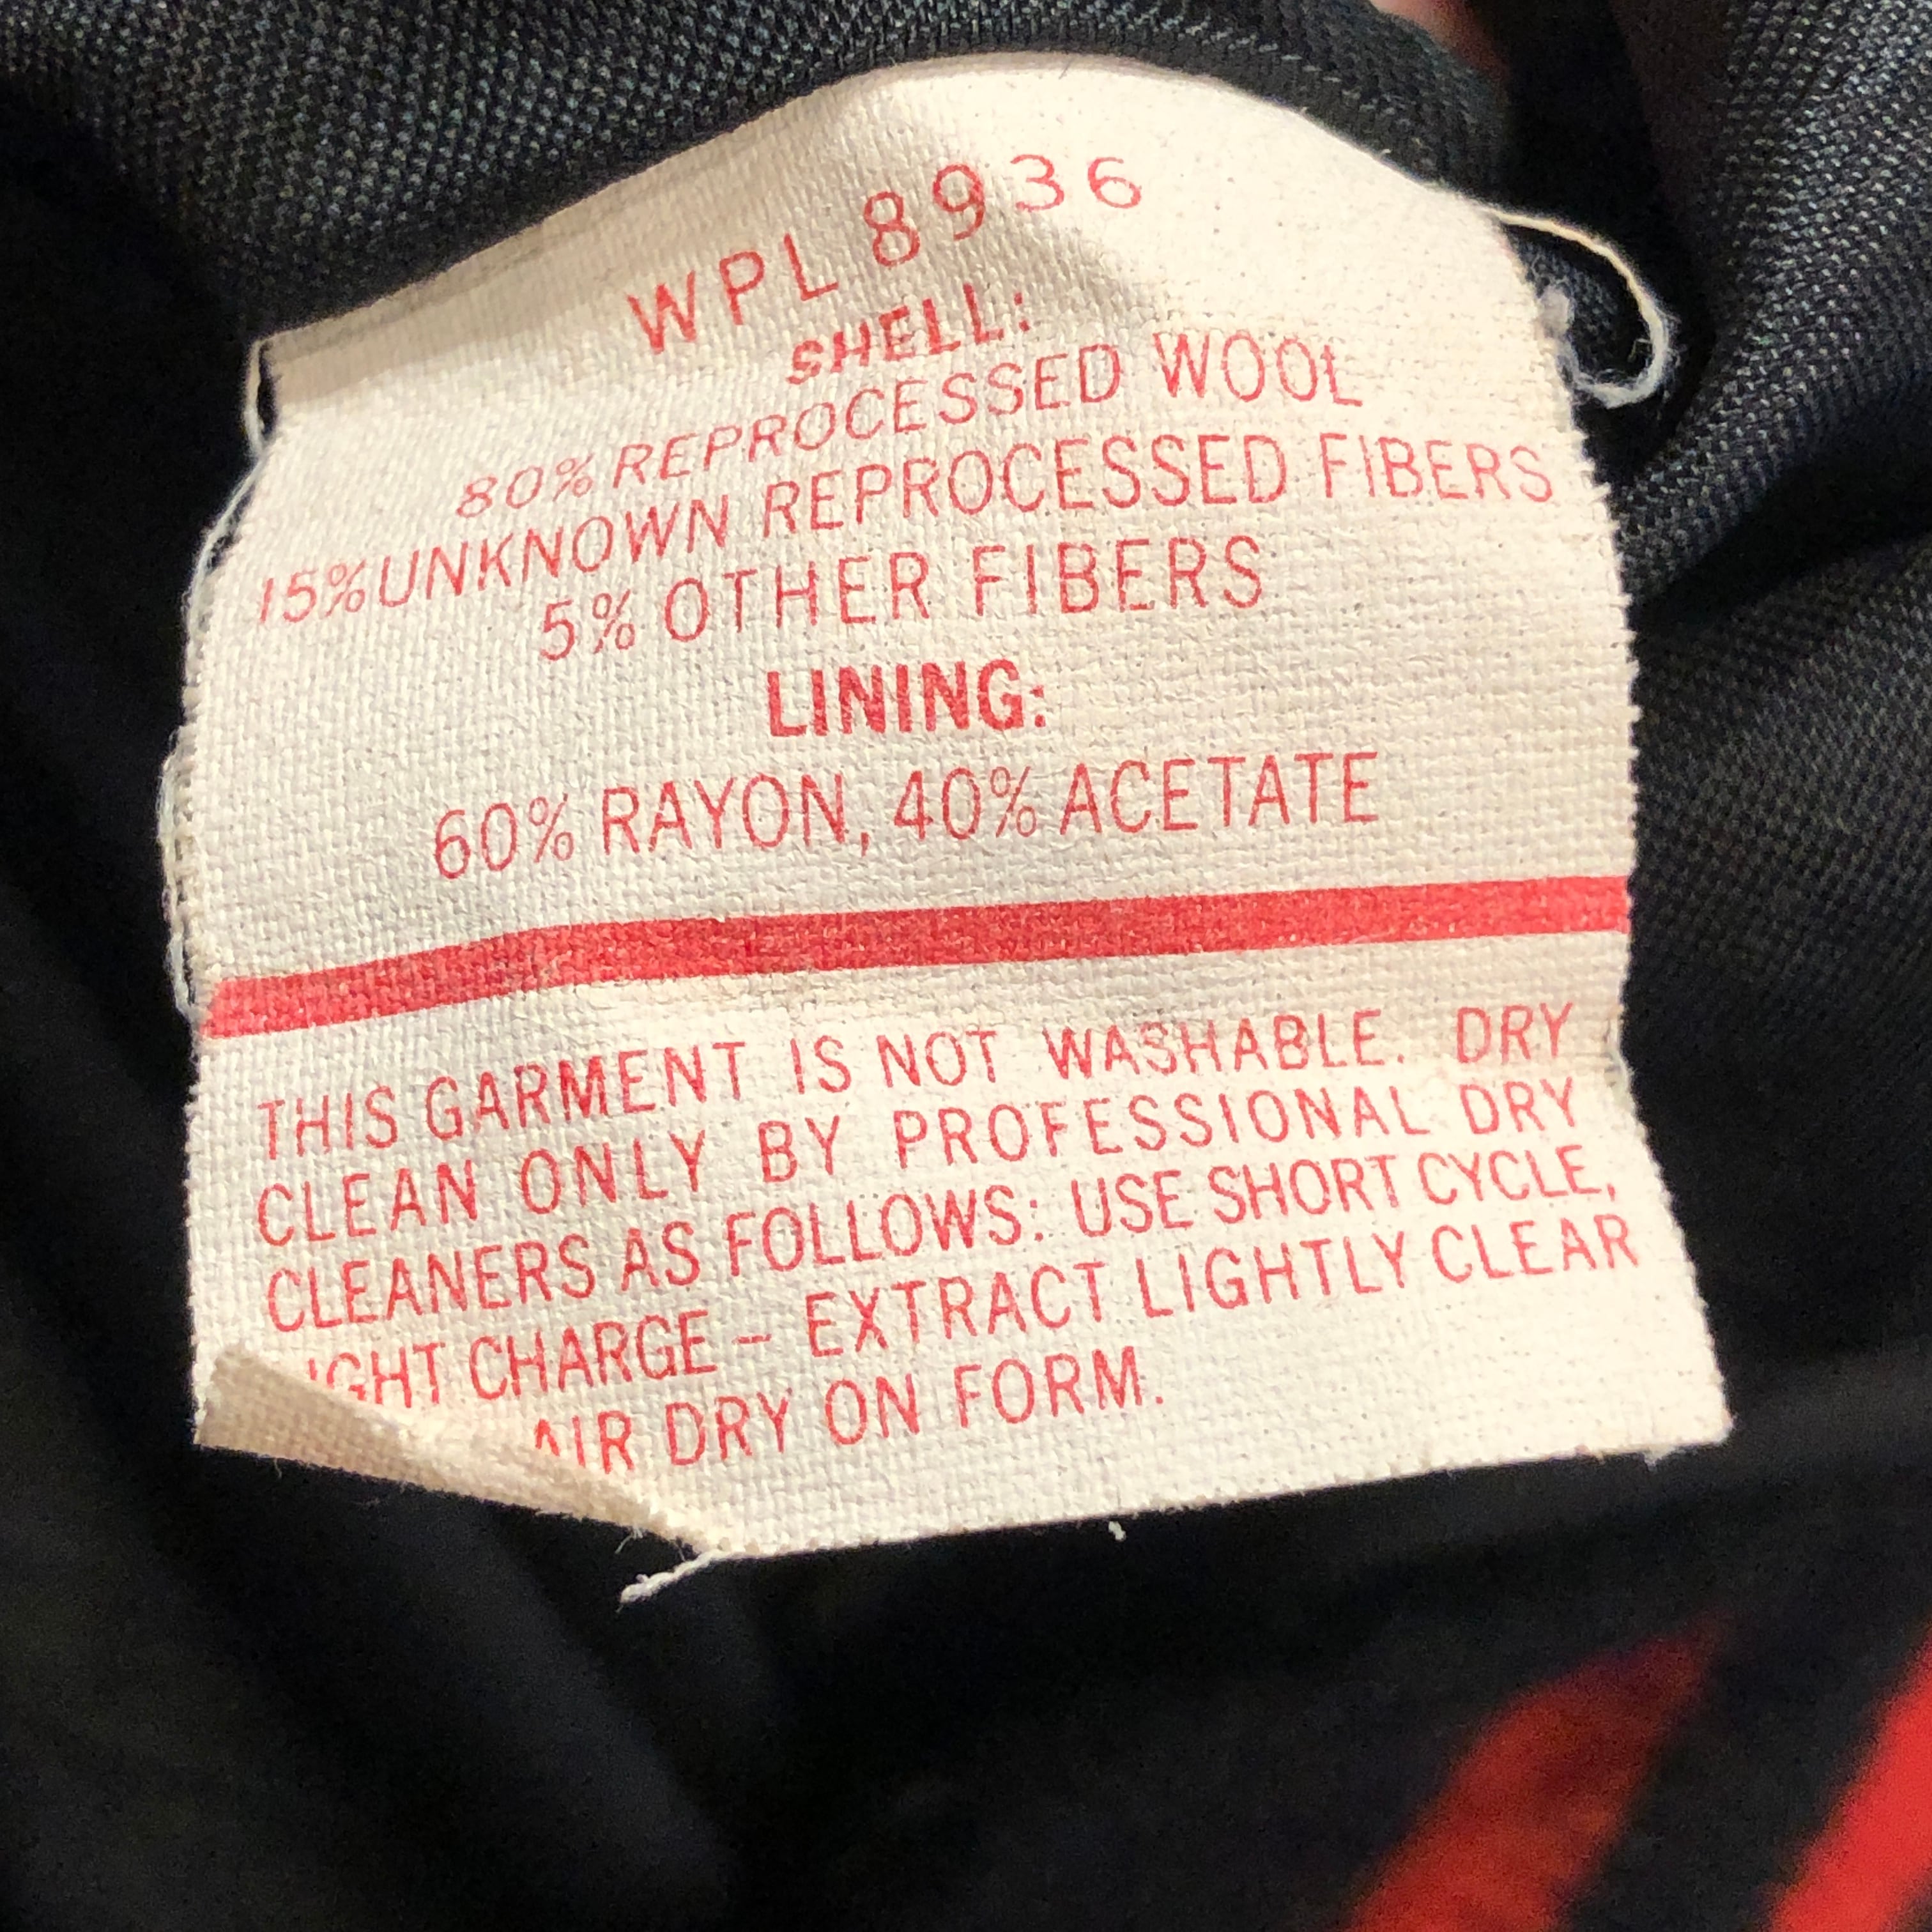 WPL 8936
SHELL:
80% REPROCESSED WOOL
15% UNKNOWN REPROCESSED FIBERS
5% OTHER FIBERS
LINING:
60% RAYON, 40% ACETATE
THIS GARMENT IS NOT WASHABLE. DRY
CLEAN ONLY BY PROFESSIONAL DRY
CLEANERS AS FOLLOWS: USE SHORT CYCLE,
IGHT CHARGE – EXTRACT LIGHTLY CLEAR
AIR DRY ON FORM.